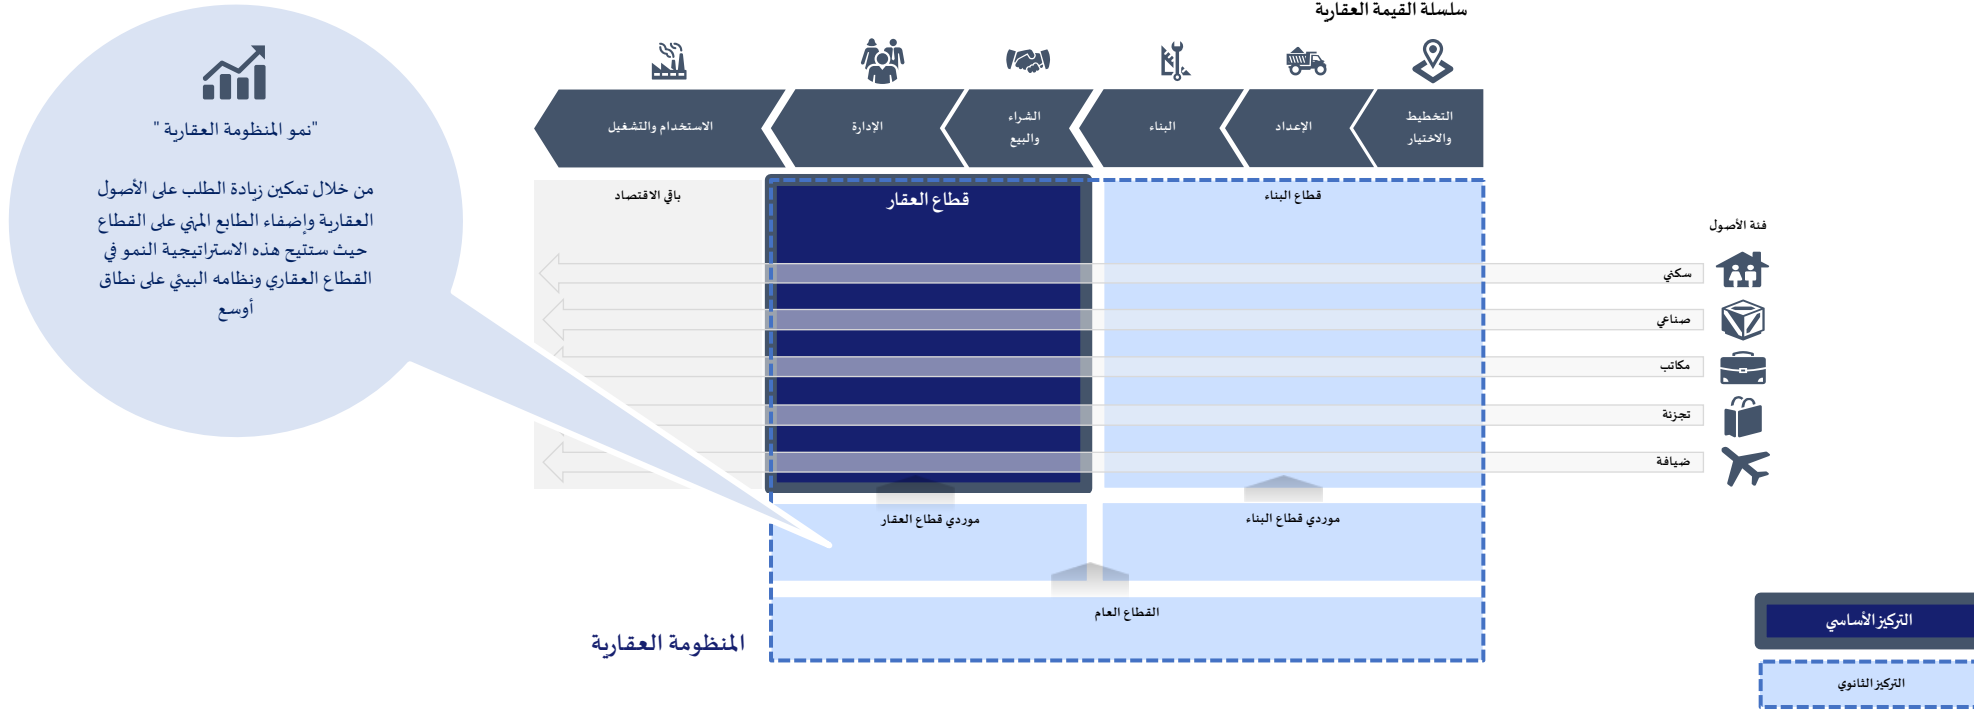 سلسلة القيمة العقارية
التخطيط
والاختيار
الإعداد
البناء
الشراء
والبيع
الإدارة
الاستخدام والتشغيل
قطاع البناء
قطاع العقار
باقي الاقتصاد
فئة الأصول
سكني
صناعي
مكاتب
تجزئة
ضيافة
موردي قطاع البناء
موردي قطاع العقار
القطاع العام
المنظومة العقارية
التركيز الأساسي
التركيز الثانوي
"نمو المنظومة العقارية "
من خلال تمكين زيادة الطلب على الأصول
العقارية وإضفاء الطابع المهني على القطاع
حيث ستتيح هذه الاستراتيجية النمو في
القطاع العقاري ونظامه البيئي على نطاق
أوسع